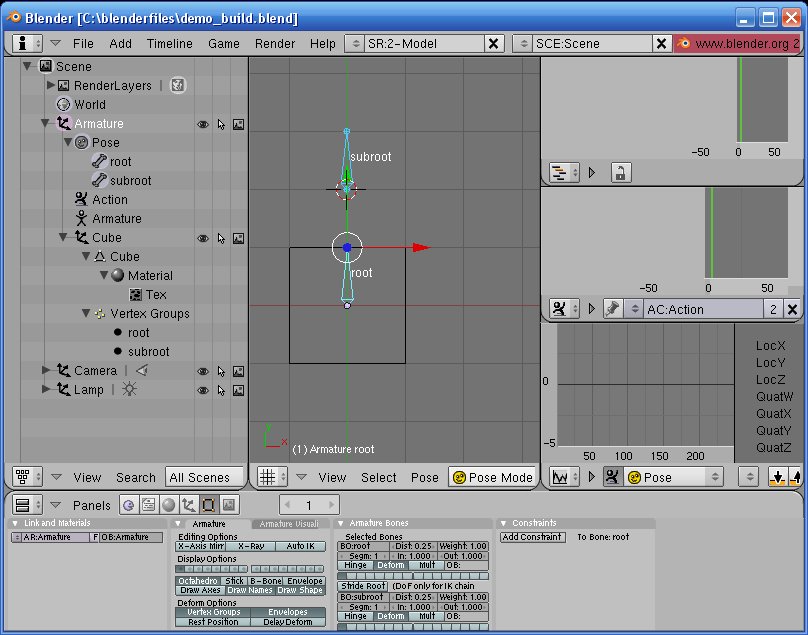 Blender [C:\blenderfiles\demo_build.blend]
File Add Timeline Game Render Help SR:2-Model SCE:Scene www.blender.org 2
Scene
RenderLayers
World
Armature
Pose
root
subroot
Action
Armature
Cube
Cube
Material
Tex
Vertex Groups
root
subroot
Camera
Lamp
View Search All Scenes
subroot
root
Y
X
(1) Armature root
View Select Pose Pose Mode
-50 0 50
-50 0 50
AC:Action 2
0
-5
50 100 150 200
LocX
LocY
LocZ
QuatW
QuatX
QuatY
QuatZ
Pose
Panels 1
Link and Materials
AR:Armature F OB:Armature
Armature Armature Visuali
Editing Options
X-Axis Mirr X-Ray Auto IK
Display Options
Octahedro Stick B-Bone Envelope
Draw Axes Draw Names Draw Shape
Deform Options
Vertex Groups Envelopes
Rest Position Delay Deform
Armature Bones
Selected Bones
BO:root Dist: 0.25 Weight: 1.00
Segm: 1 In: 1.000 Out: 1.000
Hinge Deform Mult OB:
Stride Root (DoF only for IK chain
BO:subroot Dist: 0.25 Weight: 1.00
Segm: 1 In: 1.000 Out: 1.000
Hinge Deform Mult OB:
Constraints
Add Constraint To Bone: root